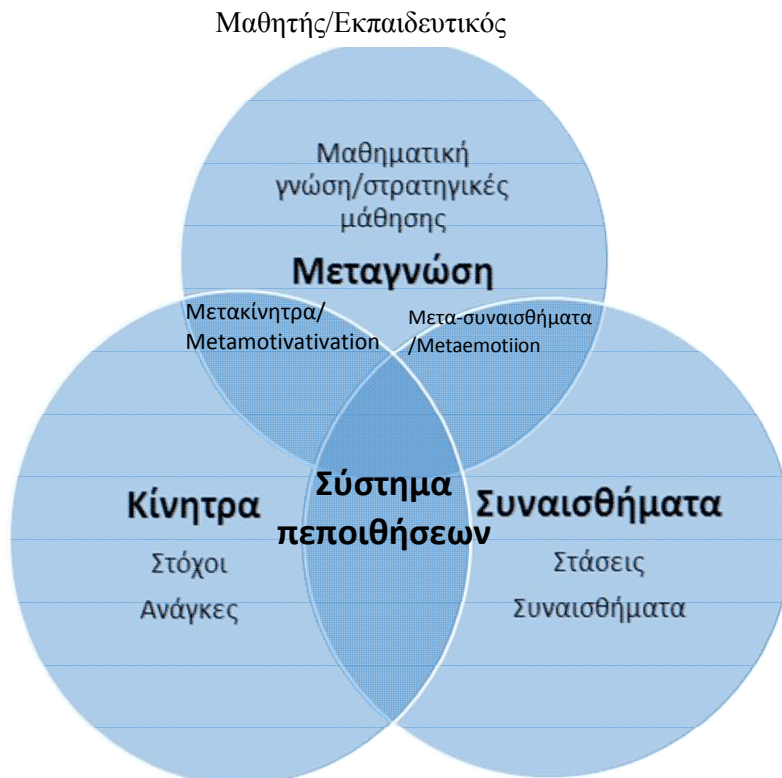 Μαθητής/Εκπαιδευτικός
Μαθηματική
γνώση/στρατηγικές
μάθησης
Μεταγνώση
Μετακίνητρα/
Metamotivativation
Μετα-συναισθήματα
/Metaemotiion
Σύστημα
πεποιθήσεων
Κίνητρα
Στόχοι
Ανάγκες
Συναισθήματα
Στάσεις
Συναισθήματα